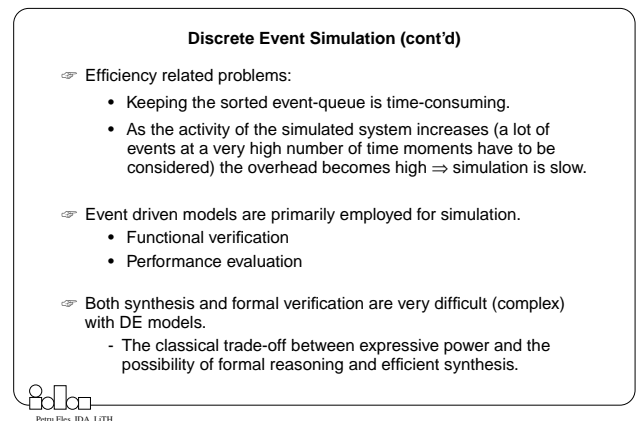 Discrete Event Simulation (cont'd)
☞ Efficiency related problems:
• Keeping the sorted event-queue is time-consuming.
• As the activity of the simulated system increases (a lot of
events at a very high number of time moments have to be
considered) the overhead becomes high ⇒ simulation is slow.
☞ Event driven models are primarily employed for simulation.
• Functional verification
• Performance evaluation
☞ Both synthesis and formal verification are very difficult (complex)
with DE models.
- The classical trade-off between expressive power and the
possibility of formal reasoning and efficient synthesis.
Petru Eles, IDA, LiTH